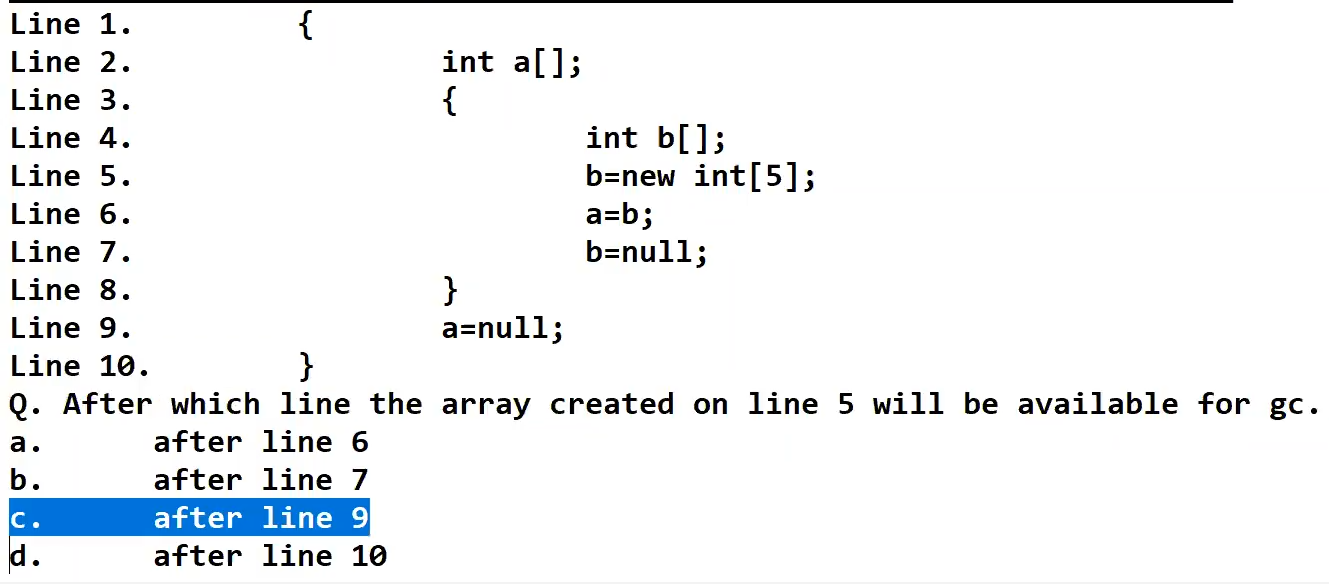 Line 1.         {
Line 2.                 int a[];
Line 3.                 {
Line 4.                         int b[];
Line 5.                         b=new int[5];
Line 6.                         a=b;
Line 7.                         b=null;
Line 8.                 }
Line 9.                 a=null;
Line 10.        }
Q. After which line the array created on line 5 will be available for gc.
a.      after line 6
b.      after line 7
c.      after line 9
d.      after line 10